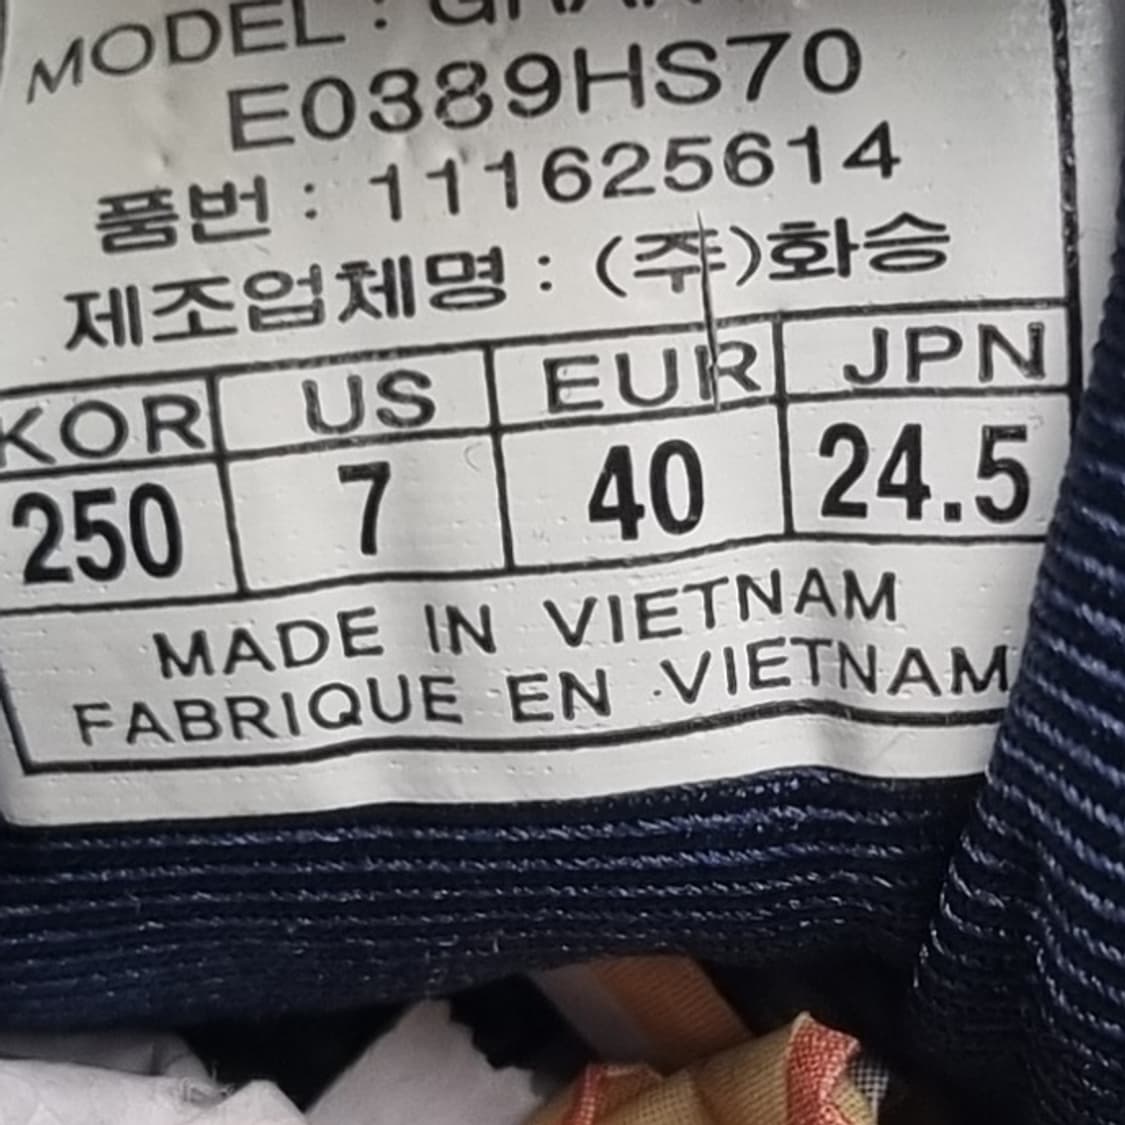 MODEL :
E0389HS70
품번 : 111625614
제조업체명 : (주)화승
KOR US EUR JPN
250 7 40 24.5
MADE IN VIETNAM
FABRIQUE EN VIETNAM